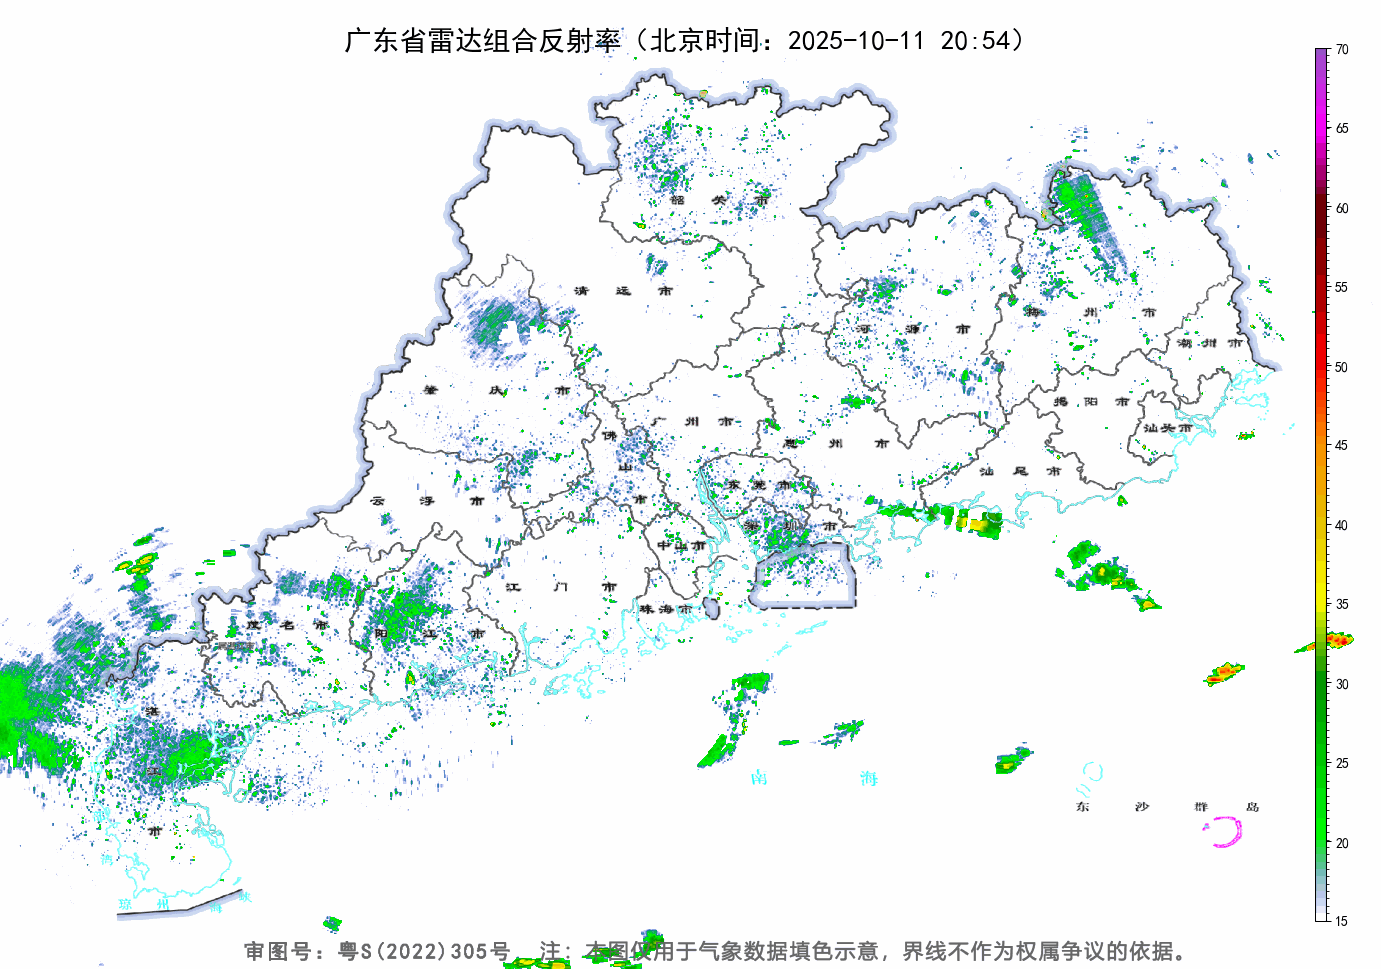 广东省雷达组合反射率（北京时间：2025-10-11 20:54）
70
65
60
55
50
45
40
35
30
25
20
15
韶 关 市
清 远 市
梅 州 市
河 源 市
潮 州 市
肇 庆 市
揭 阳 市
广 州 市
汕头市
佛 山 市
惠 州 市
汕 尾 市
东 莞 市
云 浮 市
深 圳 市
中山市
江 门 市
珠海市
茂 名 市
阳 江 市
湛 江 市
南 海
东 沙 群 岛
琼 州 海 峡
审图号：粤S(2022)305号 注：本图仅用于气象数据填色示意，界线不作为权属争议的依据。